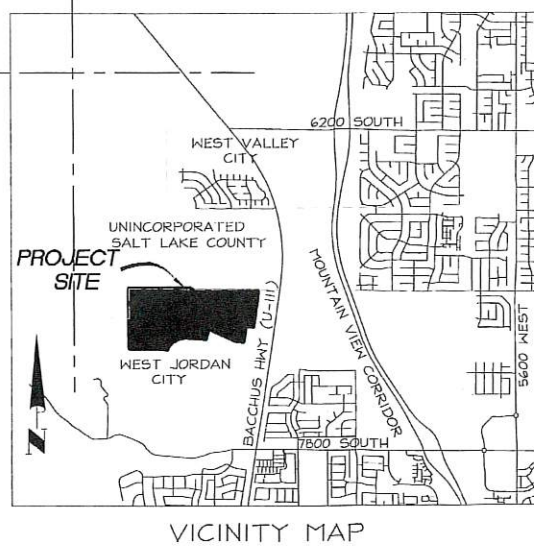 6200 SOUTH
WEST VALLEY
CITY
UNINCORPORATED
SALT LAKE COUNTY
PROJECT
SITE
MOUNTAIN VIEW CORRIDOR
5600 WEST
WEST JORDAN
CITY
BACCHUS HWY (U-111)
N
7800 SOUTH
VICINITY MAP